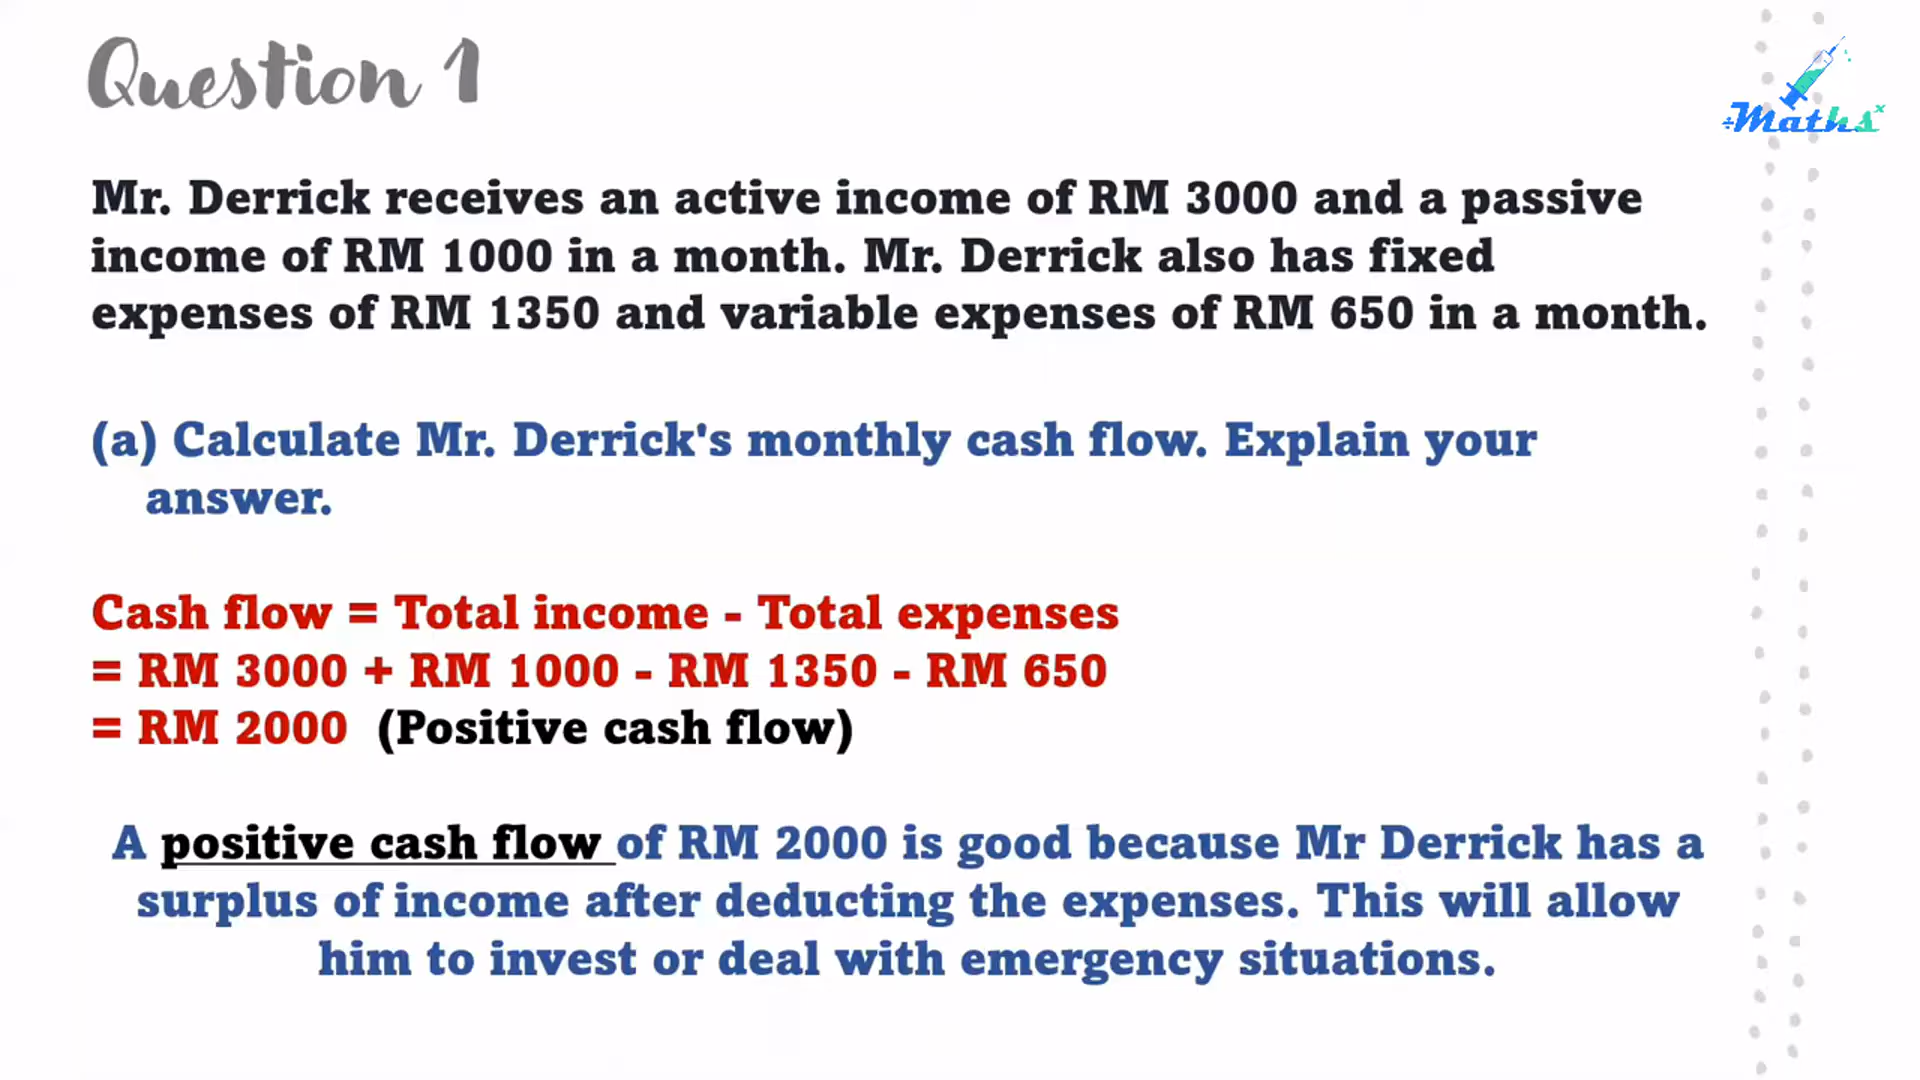 Question 1
÷Maths×
Mr. Derrick receives an active income of RM 3000 and a passive
income of RM 1000 in a month. Mr. Derrick also has fixed
expenses of RM 1350 and variable expenses of RM 650 in a month.
(a) Calculate Mr. Derrick's monthly cash flow. Explain your
answer.
Cash flow = Total income - Total expenses
= RM 3000 + RM 1000 - RM 1350 - RM 650
= RM 2000 (Positive cash flow)
A positive cash flow of RM 2000 is good because Mr Derrick has a
surplus of income after deducting the expenses. This will allow
him to invest or deal with emergency situations.